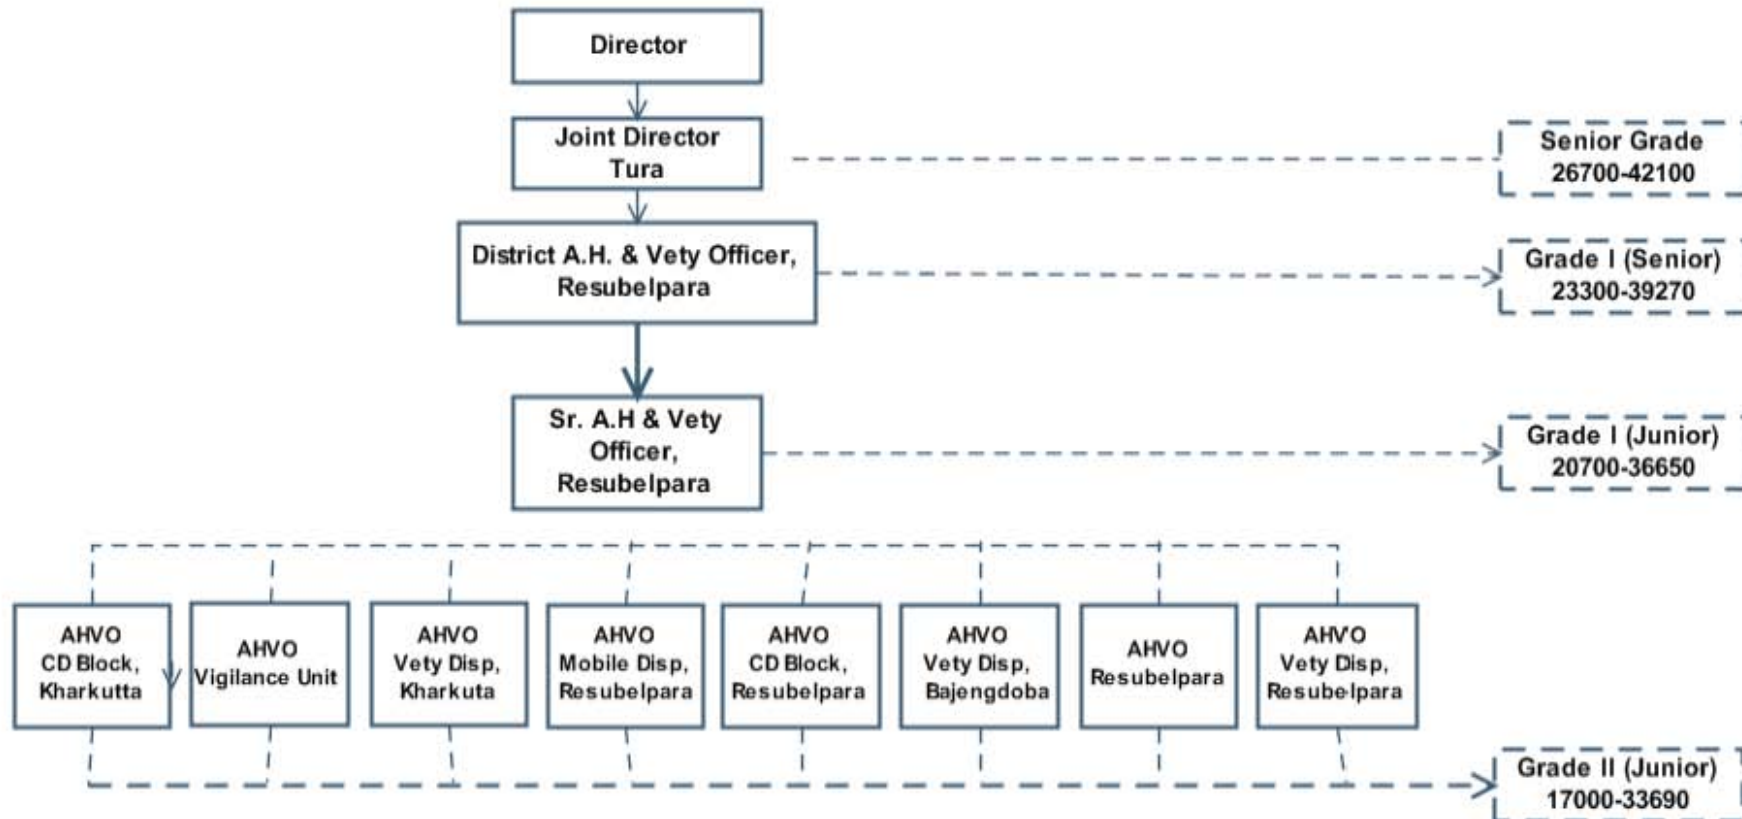 Director
Joint Director
Tura
Senior Grade
26700-42100
District A.H. & Vety Officer,
Resubelpara
Grade I (Senior)
23300-39270
Sr. A.H & Vety
Officer,
Resubelpara
Grade I (Junior)
20700-36650
AHVO
CD Block,
Kharkutta
AHVO
Vigilance Unit
AHVO
Vety Disp,
Kharkuta
AHVO
Mobile Disp,
Resubelpara
AHVO
CD Block,
Resubelpara
AHVO
Vety Disp,
Bajengdoba
AHVO
Resubelpara
AHVO
Vety Disp,
Resubelpara
Grade II (Junior)
17000-33690